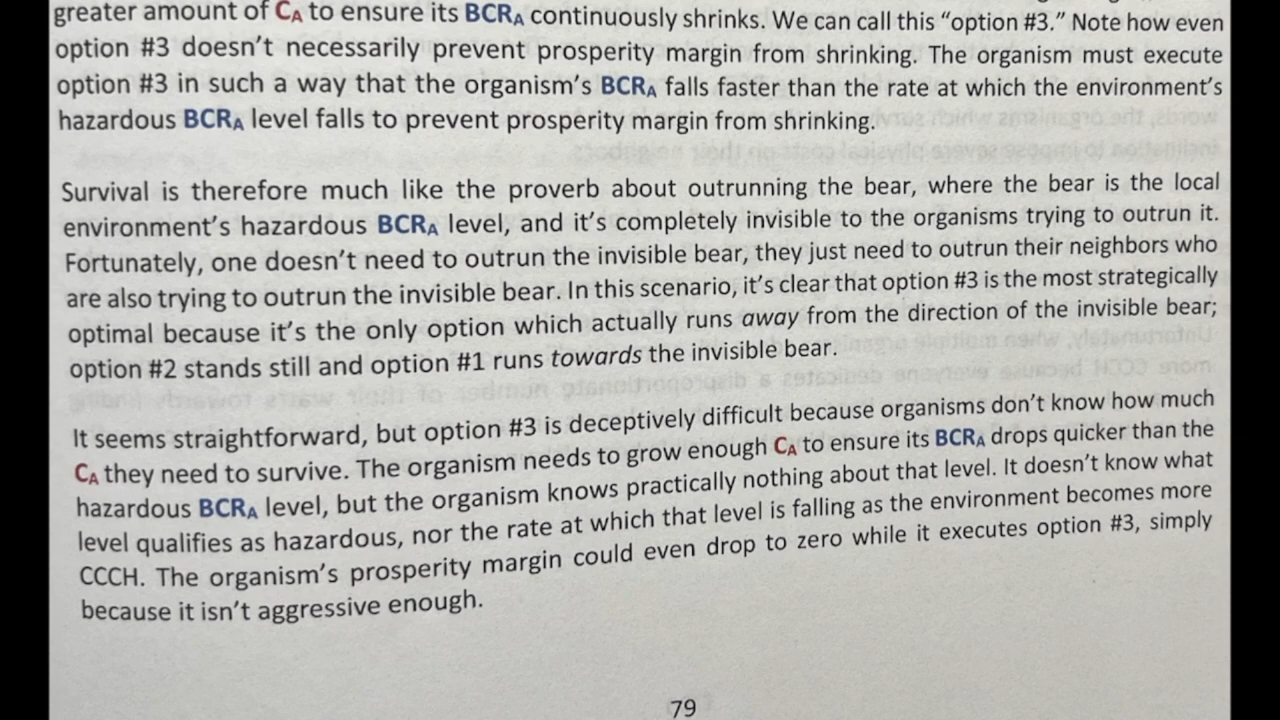 greater amount of CA to ensure its BCRA continuously shrinks. We can call this “option #3.” Note how even
option #3 doesn’t necessarily prevent prosperity margin from shrinking. The organism must execute
option #3 in such a way that the organism’s BCRA falls faster than the rate at which the environment’s
hazardous BCRA level falls to prevent prosperity margin from shrinking.
Survival is therefore much like the proverb about outrunning the bear, where the bear is the local
environment’s hazardous BCRA level, and it’s completely invisible to the organisms trying to outrun it.
Fortunately, one doesn’t need to outrun the invisible bear, they just need to outrun their neighbors who
are also trying to outrun the invisible bear. In this scenario, it’s clear that option #3 is the most strategically
optimal because it’s the only option which actually runs away from the direction of the invisible bear;
option #2 stands still and option #1 runs towards the invisible bear.
It seems straightforward, but option #3 is deceptively difficult because organisms don’t know how much
CA they need to survive. The organism needs to grow enough CA to ensure its BCRA drops quicker than the
hazardous BCRA level, but the organism knows practically nothing about that level. It doesn’t know what
level qualifies as hazardous, nor the rate at which that level is falling as the environment becomes more
CCCH. The organism’s prosperity margin could even drop to zero while it executes option #3, simply
because it isn’t aggressive enough.
79